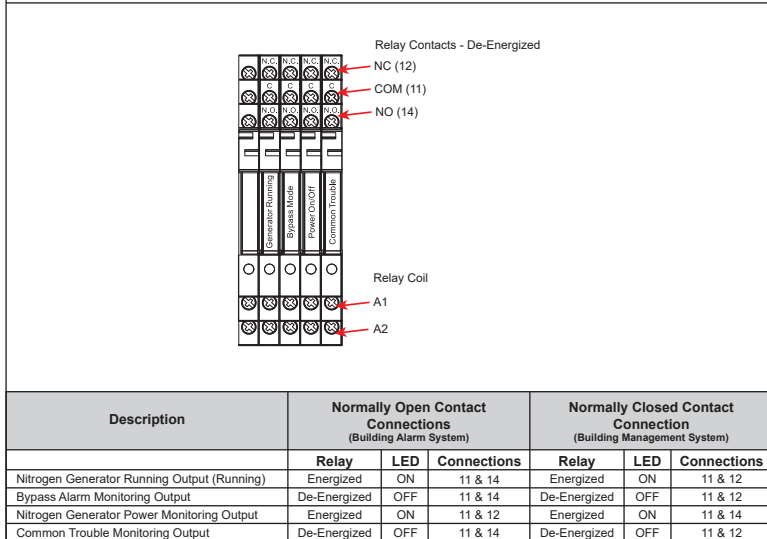 Relay Contacts - De-Energized
N.C. N.C. N.C. N.C.
NC (12)
C C C C
COM (11)
N.O. N.O. N.O. N.O.
NO (14)
Generator Running
Bypass Mode
Power On/Off
Common Trouble
Relay Coil
A1
A2
Description
Normally Open Contact
Connections
(Building Alarm System)
Normally Closed Contact
Connection
(Building Management System)
Relay LED Connections Relay LED Connections
Nitrogen Generator Running Output (Running) Energized ON 11 & 14 Energized ON 11 & 12
Bypass Alarm Monitoring Output De-Energized OFF 11 & 14 De-Energized OFF 11 & 12
Nitrogen Generator Power Monitoring Output Energized ON 11 & 12 Energized ON 11 & 14
Common Trouble Monitoring Output De-Energized OFF 11 & 14 De-Energized OFF 11 & 12